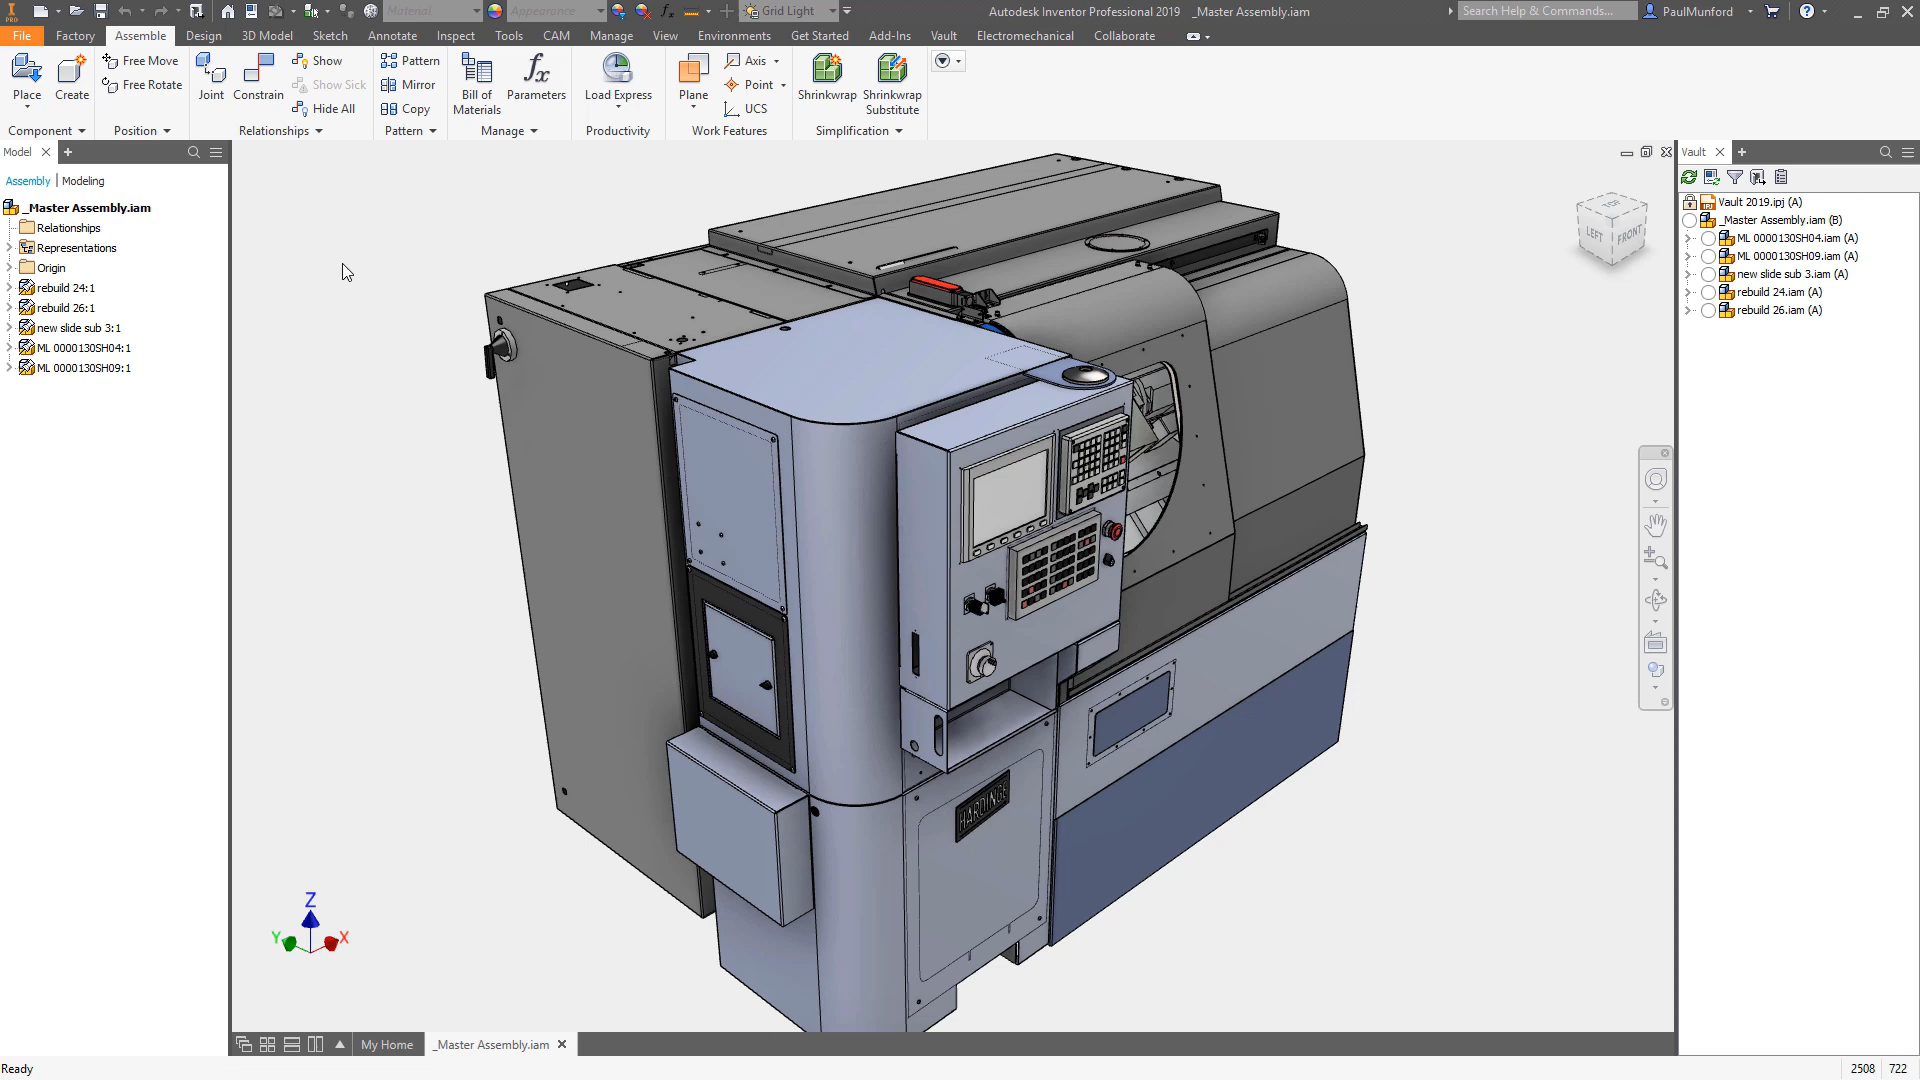 PRO
Material
Appearance
Grid Light
Autodesk Inventor Professional 2019 _Master Assembly.iam
Search Help & Commands...
PaulMunford
File
Factory
Assemble
Design
3D Model
Sketch
Annotate
Inspect
Tools
CAM
Manage
View
Environments
Get Started
Add-Ins
Vault
Electromechanical
Collaborate
Place
Create
Component
Free Move
Free Rotate
Position
Joint
Constrain
Show
Show Sick
Hide All
Relationships
Pattern
Mirror
Copy
Pattern
Bill of
Materials
fx
Parameters
Manage
Load Express
Productivity
Plane
Axis
Point
UCS
Work Features
Shrinkwrap
Shrinkwrap
Substitute
Simplification
Model
Assembly | Modeling
_Master Assembly.iam
Relationships
Representations
Origin
rebuild 24:1
rebuild 26:1
new slide sub 3:1
ML 0000130SH04:1
ML 0000130SH09:1
TOP
LEFT
FRONT
HARDINGE
Z
Y
X
Vault
Vault 2019.ipj (A)
_Master Assembly.iam (B)
ML 0000130SH04.iam (A)
ML 0000130SH09.iam (A)
new slide sub 3.iam (A)
rebuild 24.iam (A)
rebuild 26.iam (A)
My Home
_Master Assembly.iam
Ready
2508
722